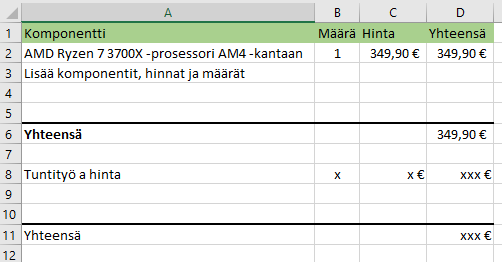 A B C D
1 Komponentti Määrä Hinta Yhteensä
2 AMD Ryzen 7 3700X -prosessori AM4 -kantaan 1 349,90 € 349,90 €
3 Lisää komponentit, hinnat ja määrät
4
5
6 Yhteensä 349,90 €
7
8 Tuntityö a hinta x x € xxx €
9
10
11 Yhteensä xxx €
12